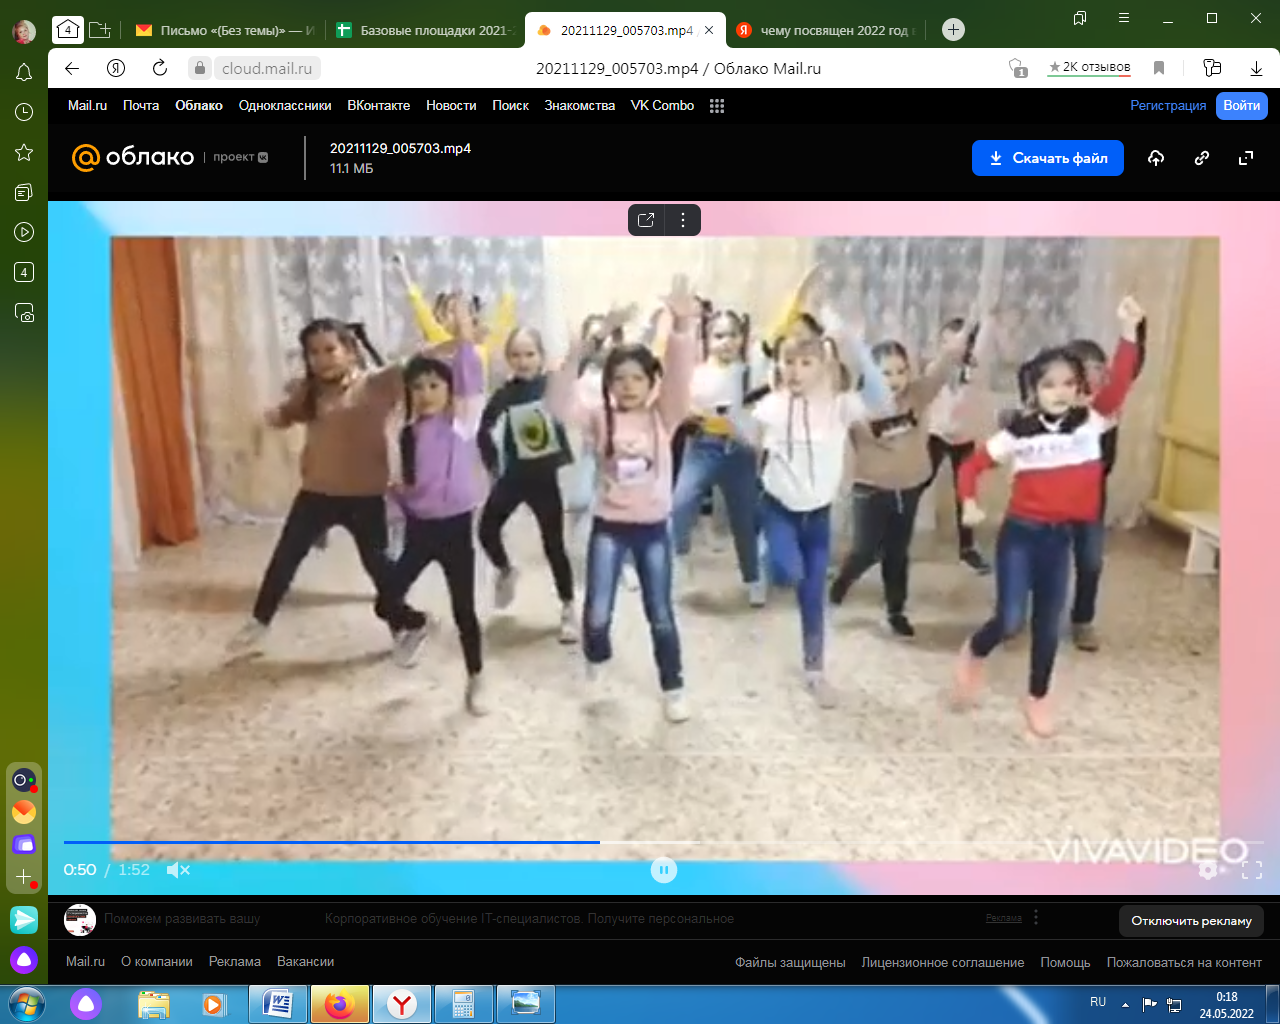 4
Письмо «(Без темы)» — И
Базовые площадки 2021-2
20211129_005703.mp4
чему посвящен 2022 год в
cloud.mail.ru
20211129_005703.mp4 / Облако Mail.ru
1
2K отзывов
Mail.ru Почта Облако Одноклассники ВКонтакте Новости Поиск Знакомства VK Combo
Регистрация Войти
облако | проект
20211129_005703.mp4
11.1 МБ
Скачать файл
4
VIVAVIDEO
0:50 / 1:52
Поможем развивать вашу
Корпоративное обучение IT-специалистов. Получите персональное
Реклама
Отключить рекламу
Mail.ru О компании Реклама Вакансии
Файлы защищены Лицензионное соглашение Помощь Пожаловаться на контент
RU
0:18
24.05.2022